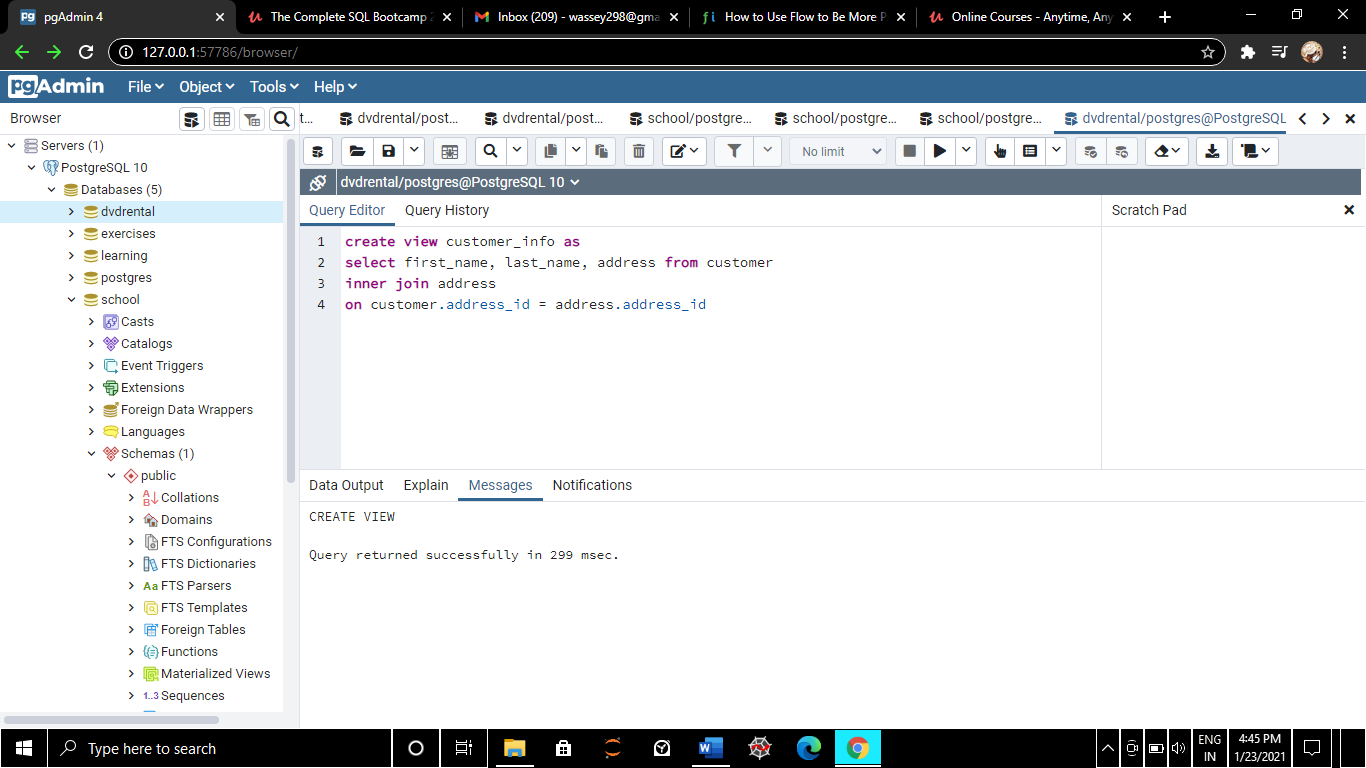 pgAdmin 4
The Complete SQL Bootcamp 2
Inbox (209) - wassey298@gma
How to Use Flow to Be More P
Online Courses - Anytime, Any
127.0.0.1:57786/browser/
pgAdmin File Object Tools Help
Browser
t...
dvdrental/post...
dvdrental/post...
school/postgre...
school/postgre...
school/postgre...
dvdrental/postgres@PostgreSQL
No limit
dvdrental/postgres@PostgreSQL 10
Query Editor Query History
Scratch Pad
1 create view customer_info as
2 select first_name, last_name, address from customer
3 inner join address
4 on customer.address_id = address.address_id
Servers (1)
PostgreSQL 10
Databases (5)
dvdrental
exercises
learning
postgres
school
Casts
Catalogs
Event Triggers
Extensions
Foreign Data Wrappers
Languages
Schemas (1)
public
Collations
Domains
FTS Configurations
FTS Dictionaries
Aa FTS Parsers
FTS Templates
Foreign Tables
Functions
Materialized Views
1..3 Sequences
Data Output Explain Messages Notifications
CREATE VIEW
Query returned successfully in 299 msec.
Type here to search
ENG
IN
4:45 PM
1/23/2021